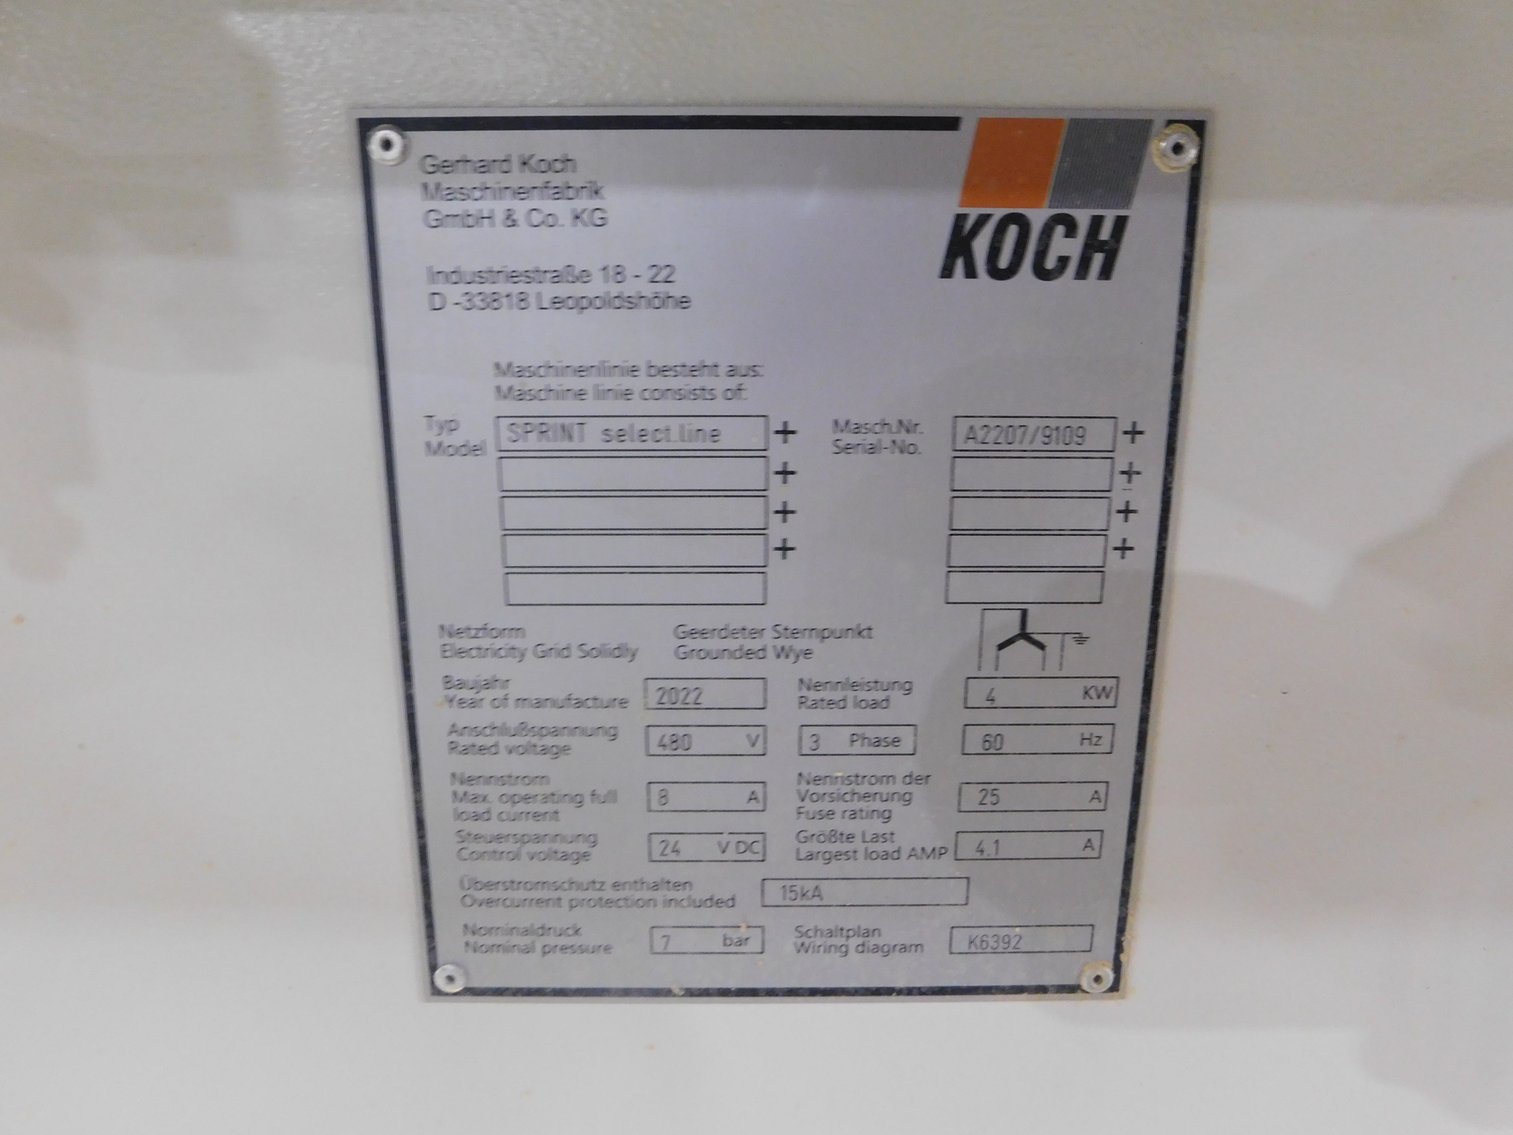 Gerhard Koch
Maschinenfabrik
GmbH & Co. KG
KOCH
Industriestraße 18 - 22
D -33818 Leopoldshöhe
Maschinenlinie besteht aus:
Maschine linie consists of:
Typ
Model
SPRINT select.line +
Masch.Nr.
Serial-No.
A2207/9109 +
+ +
+ +
+ +
Netzform Geerdeter Sternpunkt
Electricity Grid Solidly Grounded Wye
Baujahr
Year of manufacture
2022
Nennleistung
Rated load
4 KW
Anschlußspannung
Rated voltage
480 V
3 Phase
60 Hz
Nennstrom
Max. operating full
load current
8 A
Nennstrom der
Vorsicherung
Fuse rating
25 A
Steuerspannung
Control voltage
24 V DC
Größte Last
Largest load AMP
4.1 A
Überstromschutz enthalten
Overcurrent protection included
15kA
Nominaldruck
Nominal pressure
7 bar
Schaltplan
Wiring diagram
K6392